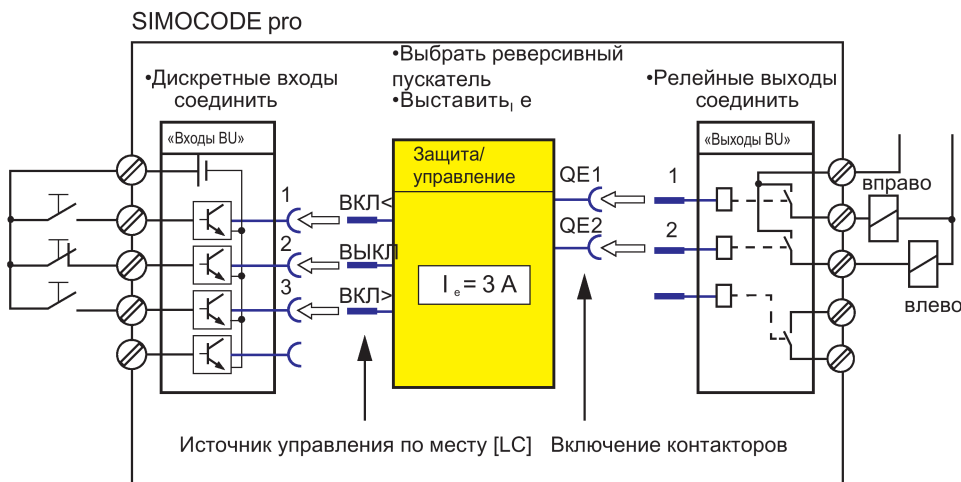 SIMOCODE pro
•Выбрать реверсивный
пускатель
•Выставить I e
•Дискретные входы
соединить
•Релейные выходы
соединить
«Входы BU»
Защита/
управление
«Выходы BU»
1
ВКЛ<
QE1
1
вправо
2
ВЫКЛ
QE2
2
3
ВКЛ>
I e = 3 A
влево
Источник управления по месту [LC]
Включение контакторов